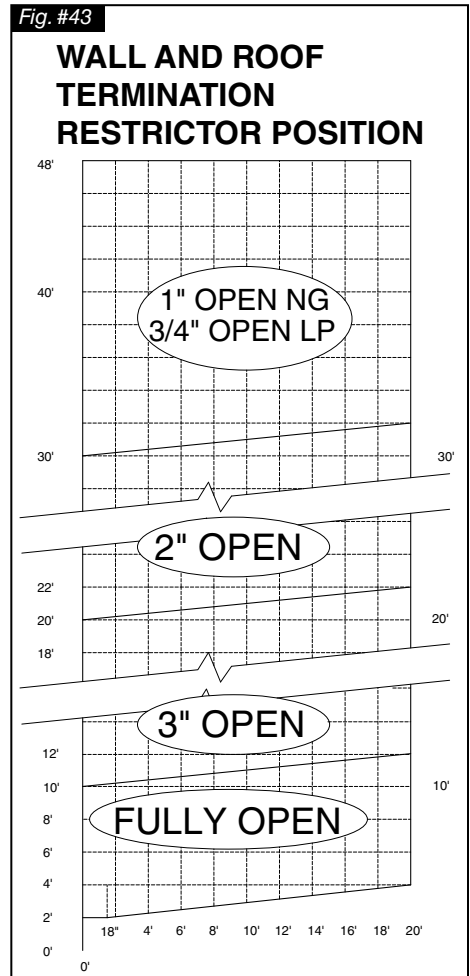 Fig. #43
WALL AND ROOF
TERMINATION
RESTRICTOR POSITION
48'
40'
1" OPEN NG
3/4" OPEN LP
30' 30'
2" OPEN
22'
20' 20'
18'
3" OPEN
12'
10' 10'
8'
FULLY OPEN
6'
4'
2'
18" 4' 6' 8' 10' 12' 14' 16' 18' 20'
0'
0'